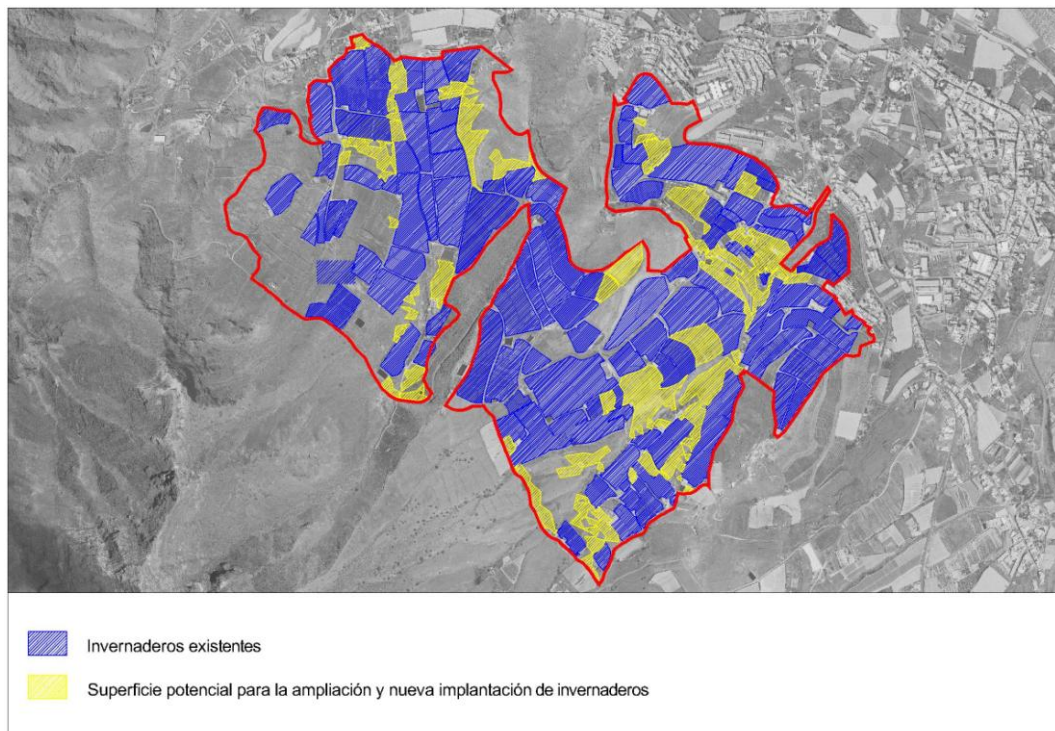 Invernaderos existentes
Superficie potencial para la ampliación y nueva implantación de invernaderos